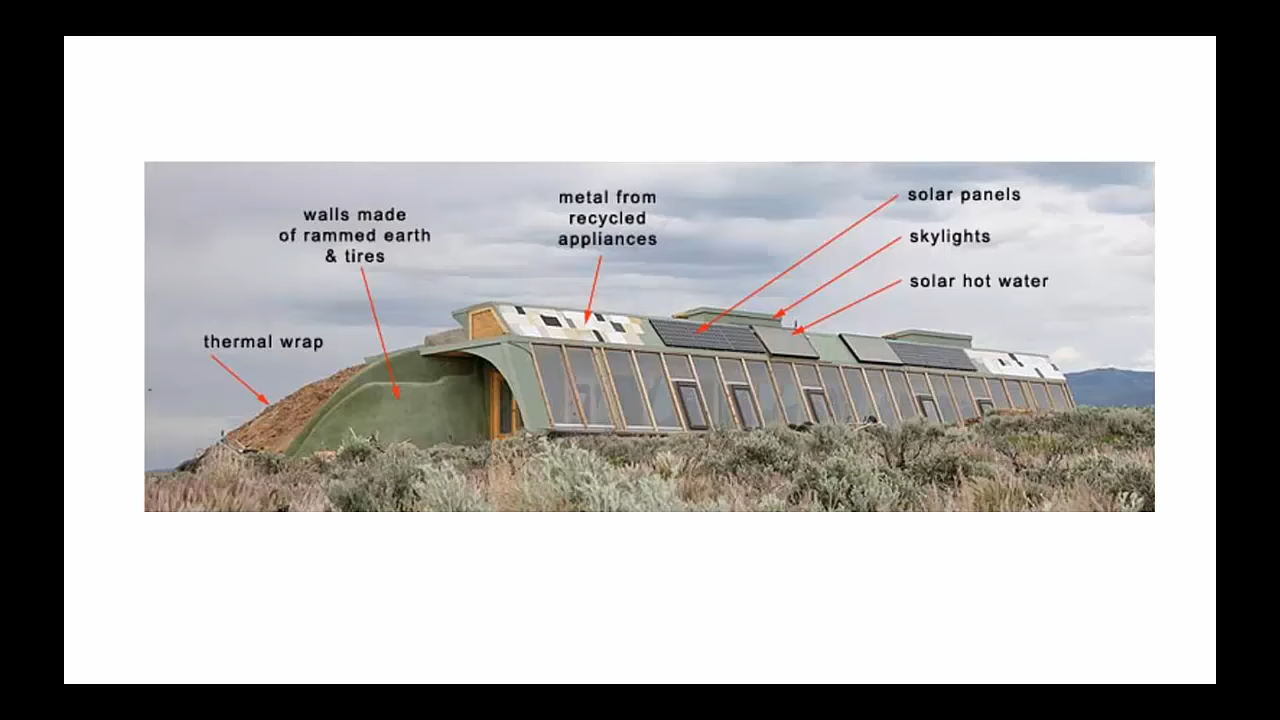 thermal wrap
walls made
of rammed earth
& tires
metal from
recycled
appliances
solar panels
skylights
solar hot water